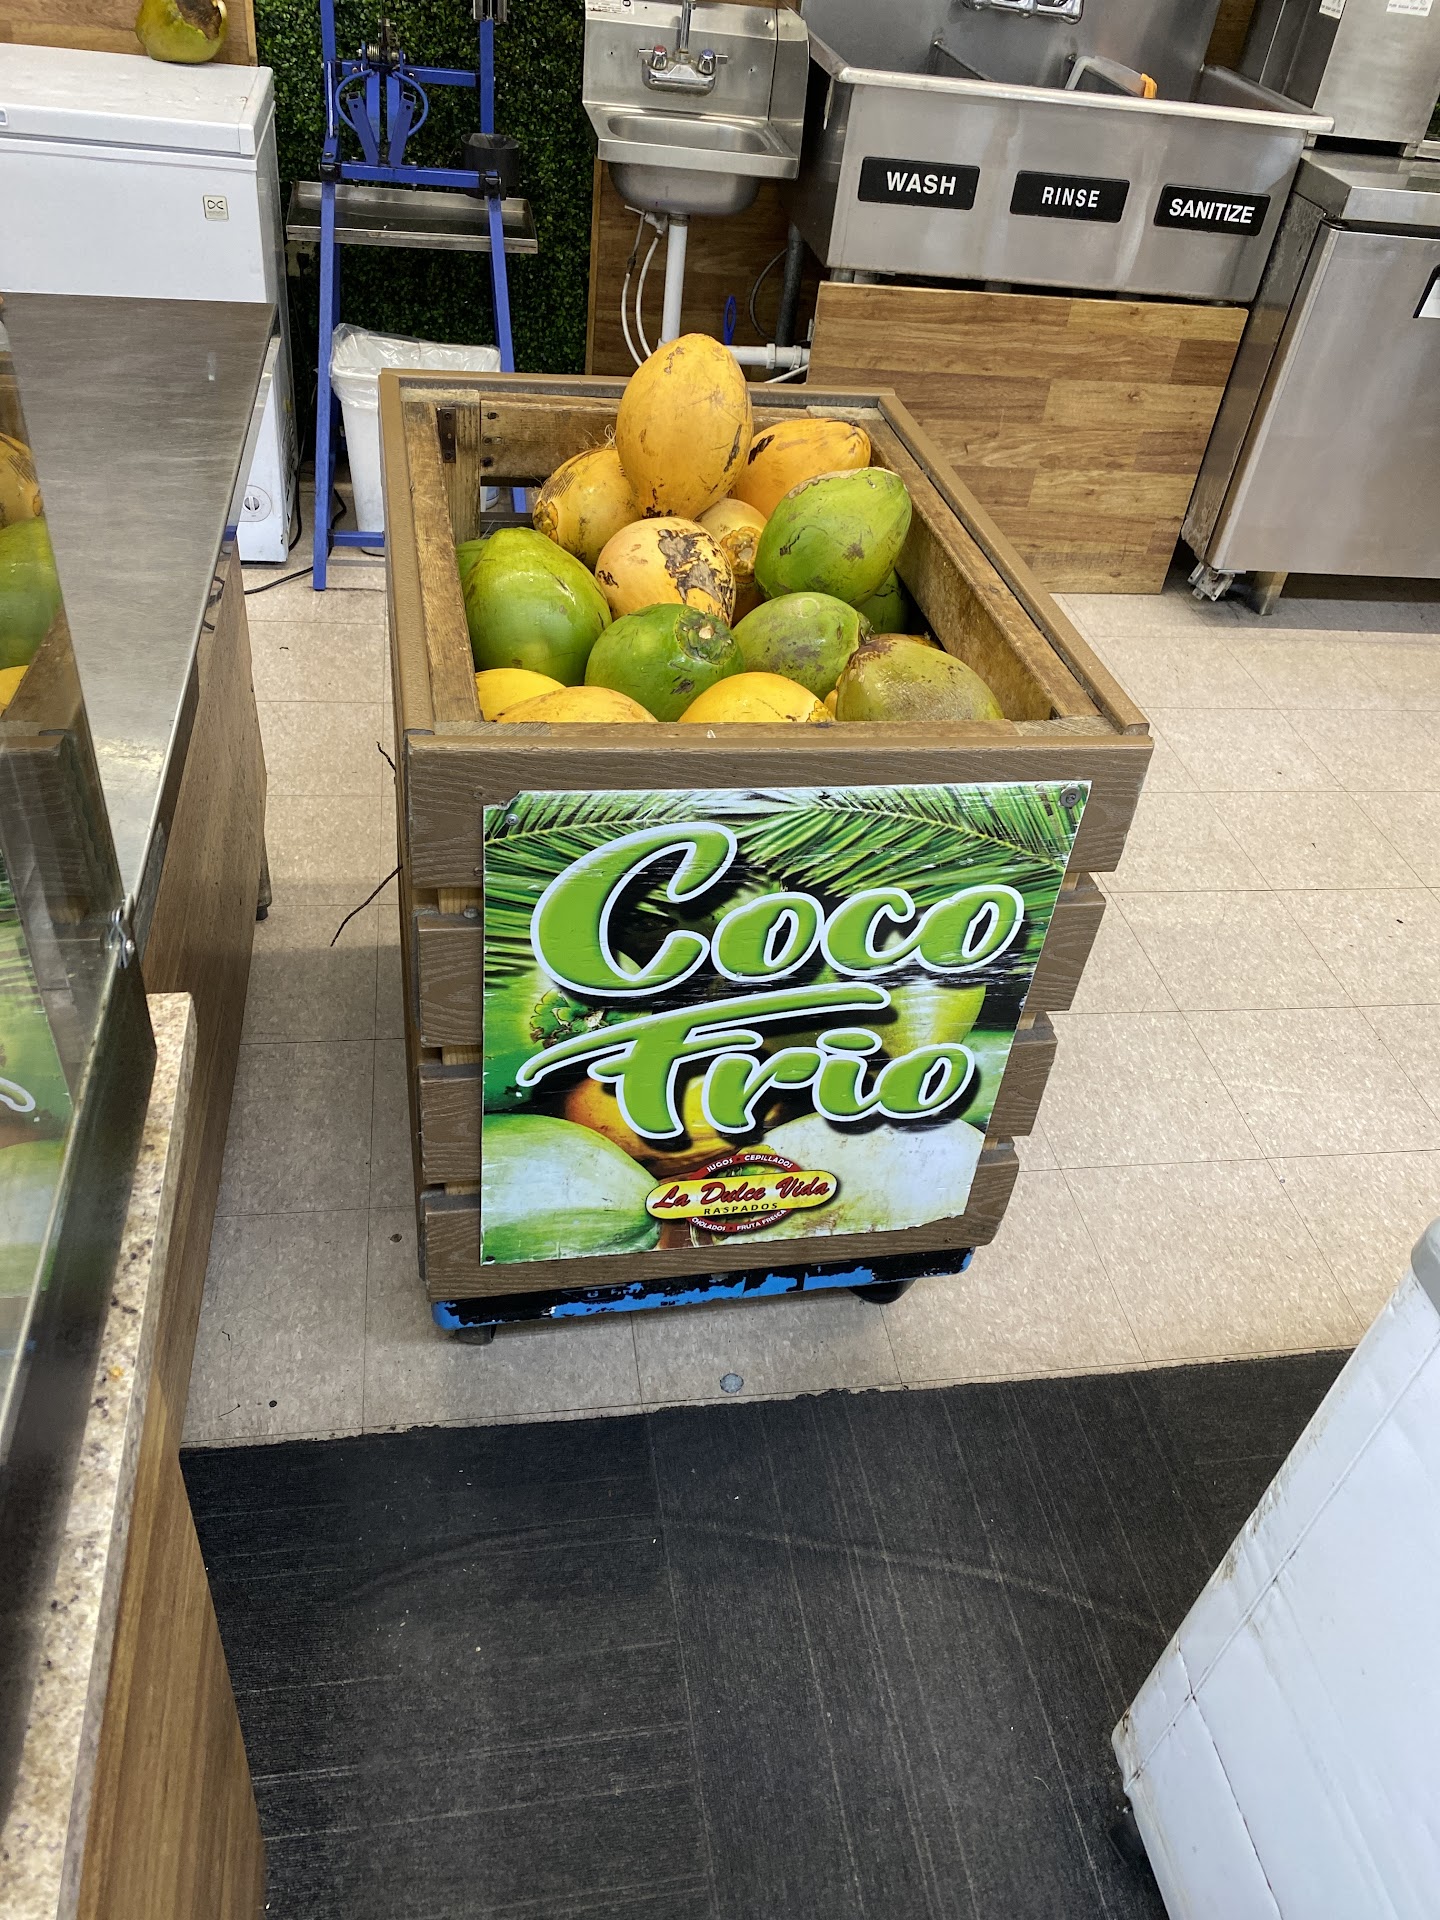 WASH
RINSE
SANITIZE
Coco
Frio
JUGOS • CEPILLADOS
La Dulce Vida
RASPADOS
CHOLADOS • FRUTA FRESCA